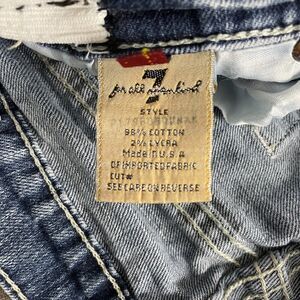 7
for all mankind
STYLE
98% COTTON
2% LYCRA
Made in U.S.A
OF IMPORTED FABRIC
CUT#
SEE CARE ON REVERSE